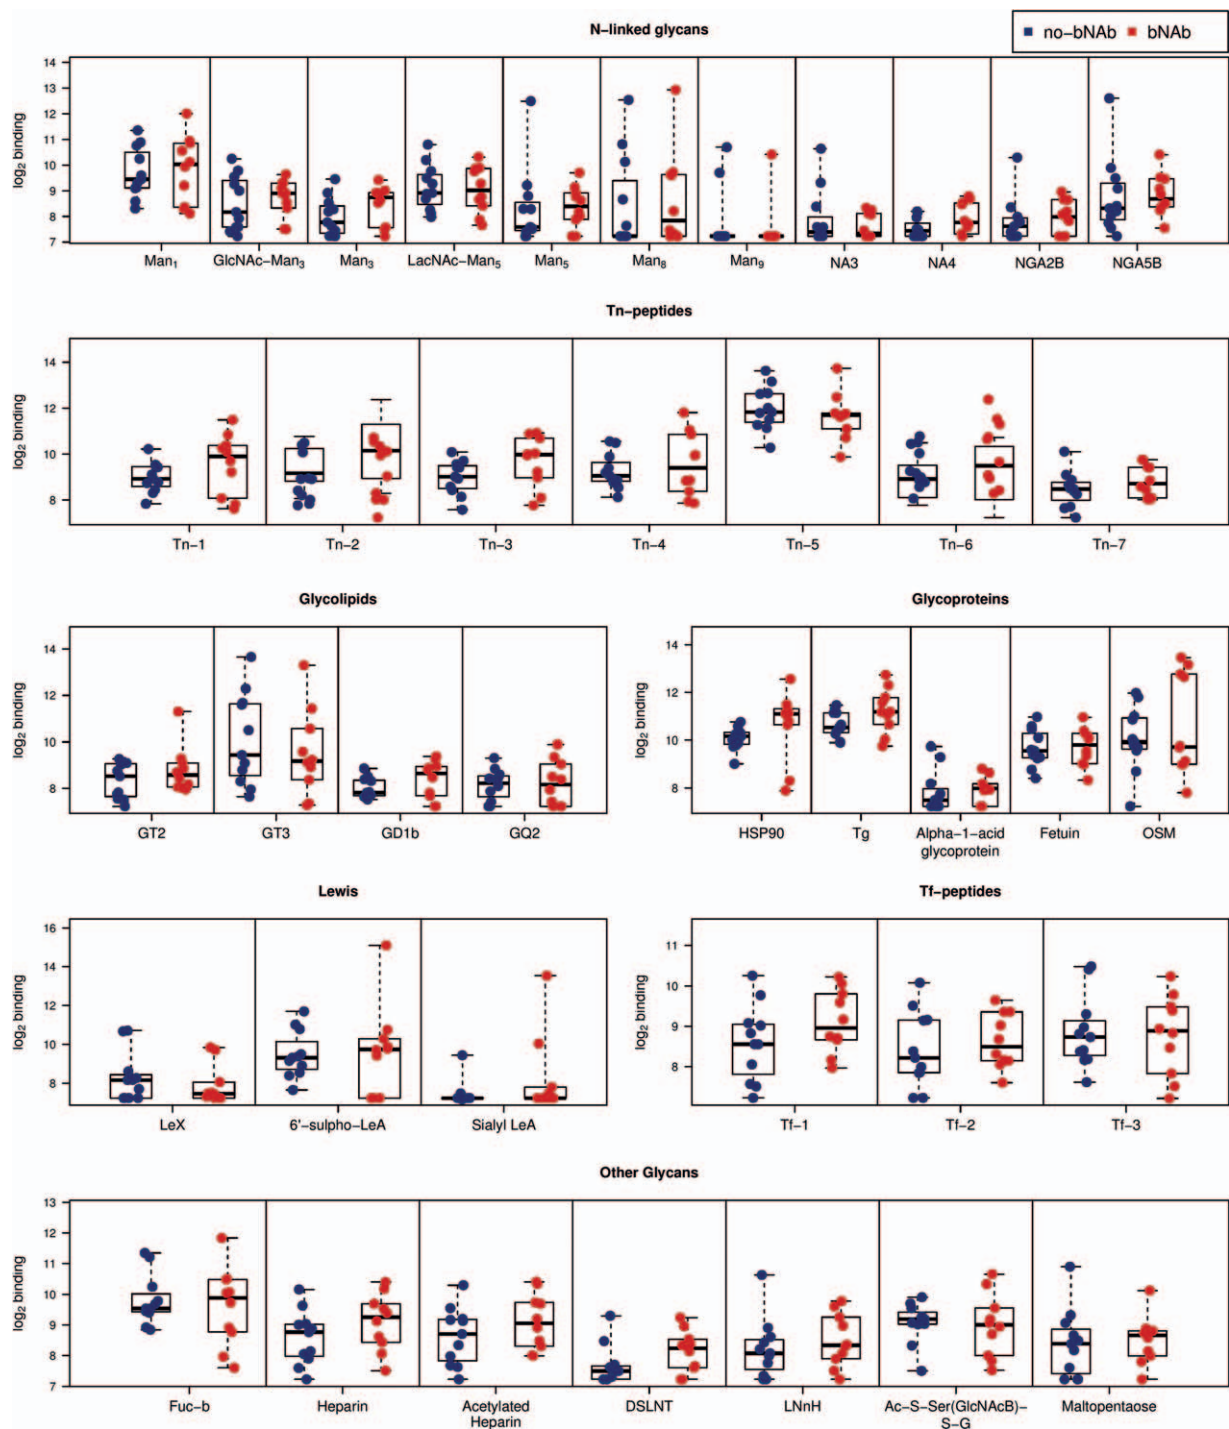 N-linked glycans
no-bNAb bNAb
14
13
12
11
10
9
8
7
log₂ binding
Man₁ GlcNAc-Man₃ Man₃ LacNAc-Man₅ Man₅ Man₈ Man₉ NA3 NA4 NGA2B NGA5B
Tn-peptides
14
12
10
8
log₂ binding
Tn-1 Tn-2 Tn-3 Tn-4 Tn-5 Tn-6 Tn-7
Glycolipids
14
12
10
8
log₂ binding
GT2 GT3 GD1b GQ2
Glycoproteins
14
12
10
8
log₂ binding
HSP90 Tg Alpha-1-acid Fetuin OSM
glycoprotein
Lewis
16
14
12
10
8
log₂ binding
LeX 6'-sulpho-LeA Sialyl LeA
Tf-peptides
11
10
9
8
log₂ binding
Tf-1 Tf-2 Tf-3
Other Glycans
13
12
11
10
9
8
7
log₂ binding
Fuc-b Heparin Acetylated DSLNT LNnH Ac-S-Ser(GlcNAcB)- Maltopentaose
Heparin S-G